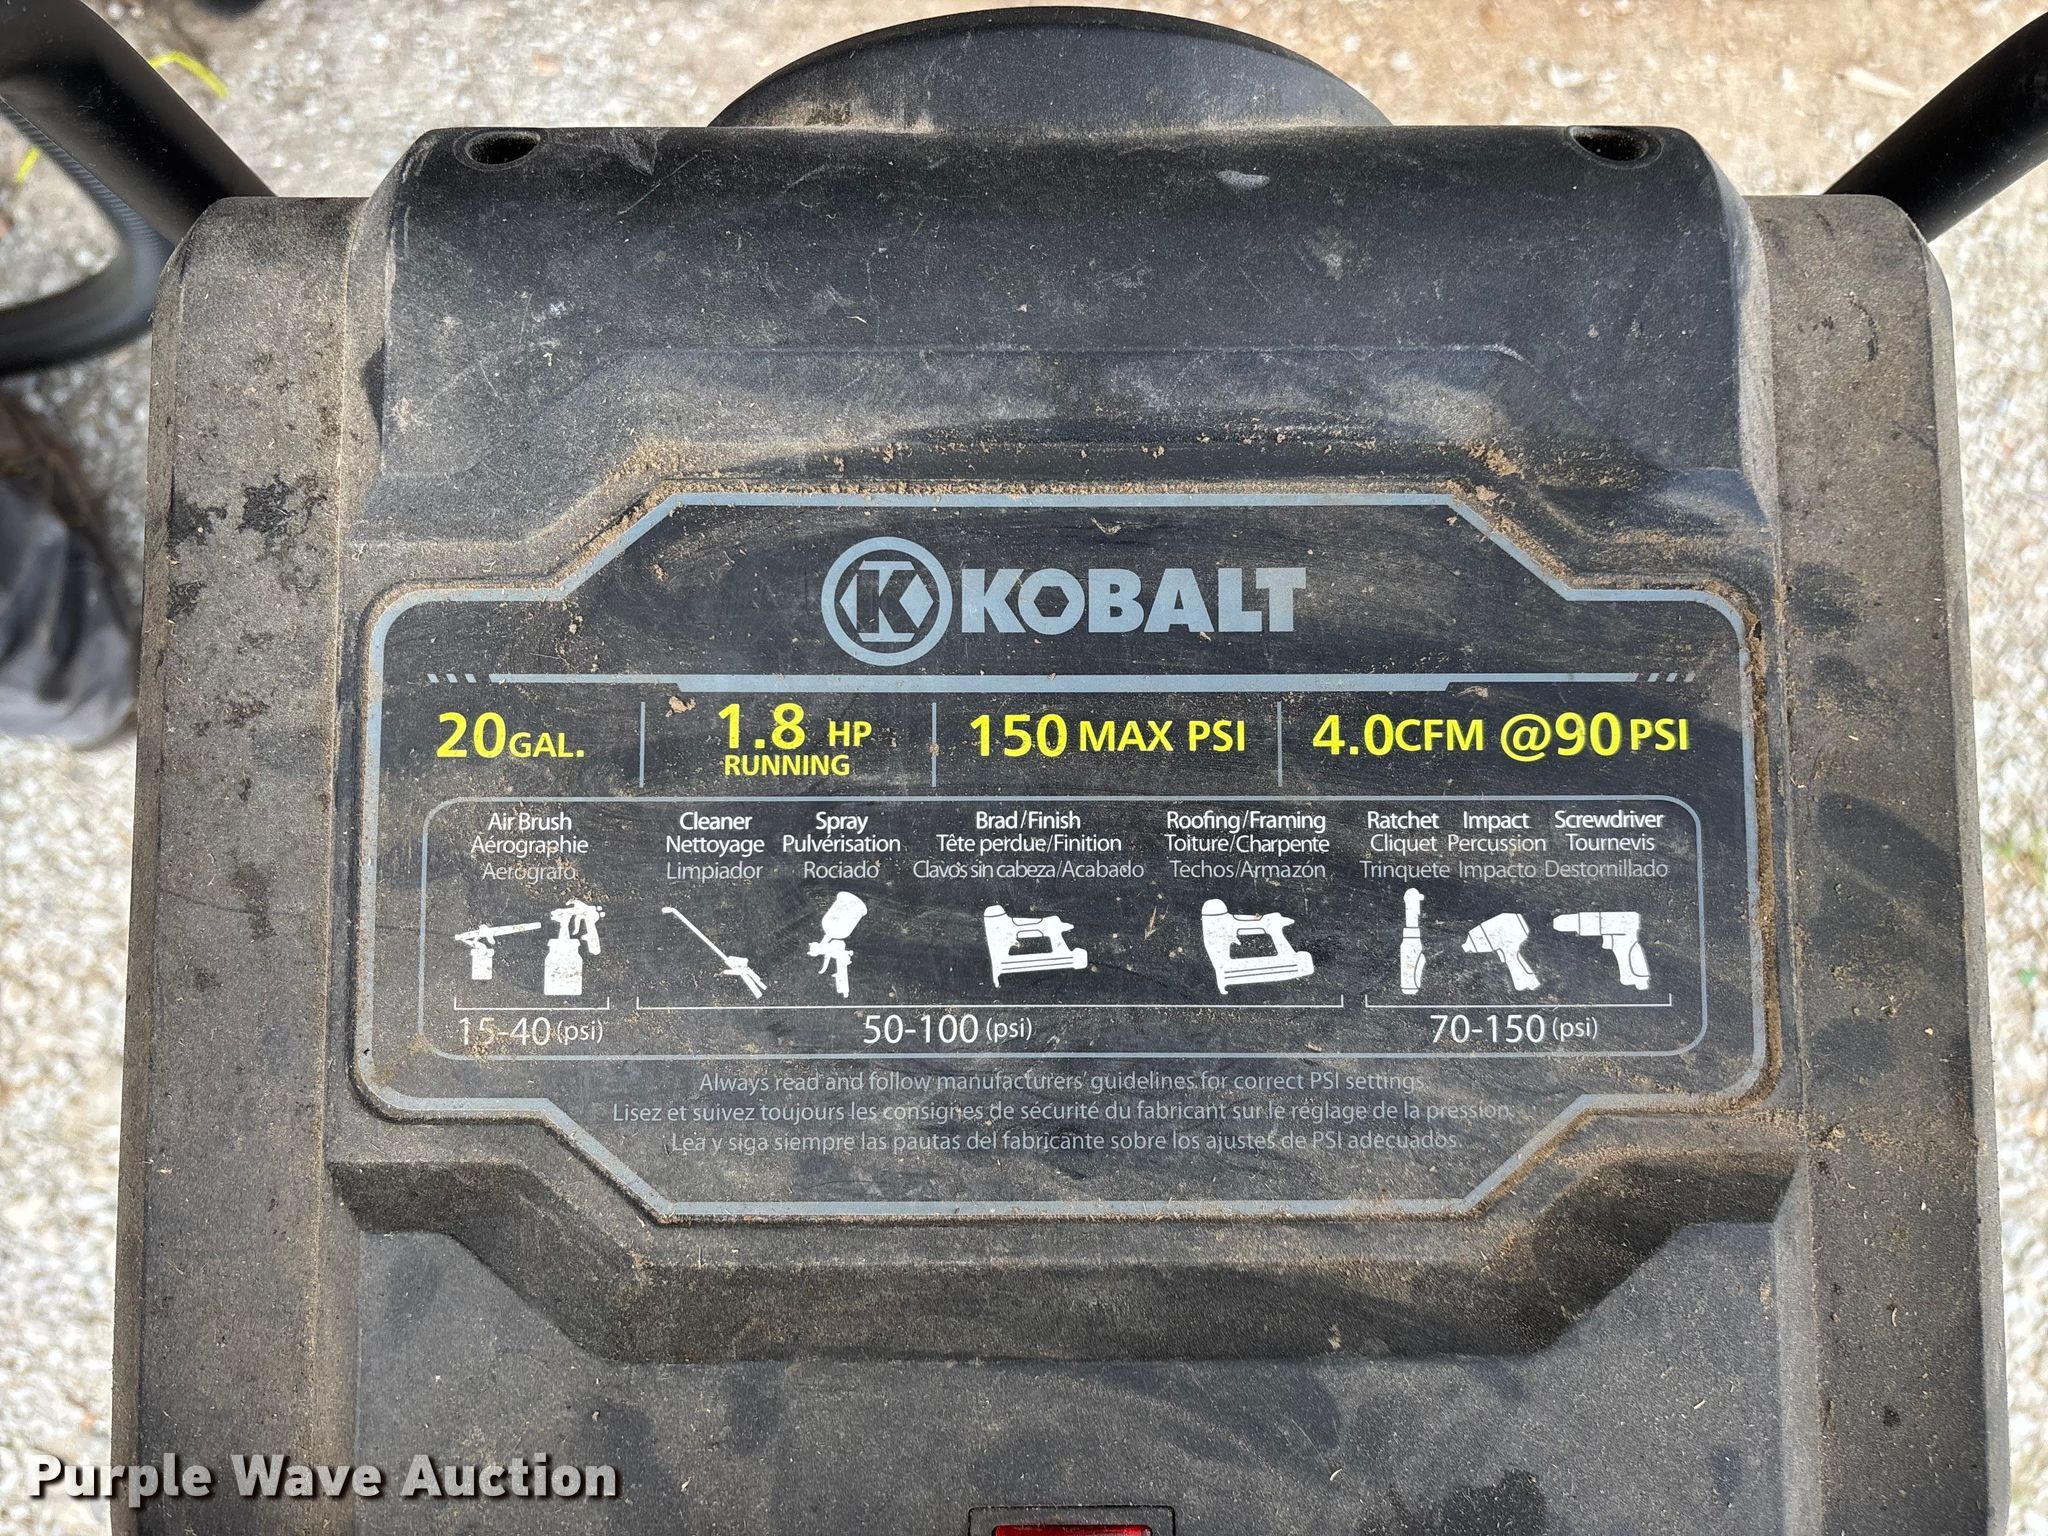 K KOBALT
20 GAL.
1.8 HP
RUNNING
150 MAX PSI
4.0CFM @90 PSI
Air Brush
Aérographie
Aerógrafo
Cleaner
Nettoyage
Limpiador
Spray
Pulvérisation
Rociado
Brad/Finish
Tête perdue/Finition
Clavos sin cabeza/Acabado
Roofing/Framing
Toiture/Charpente
Techos/Armazón
Ratchet
Cliquet
Trinquete
Impact
Percussion
Impacto
Screwdriver
Tournevis
Destornillado
15-40 (psi)
50-100 (psi)
70-150 (psi)
Always read and follow manufacturers' guidelines for correct PSI settings.
Lisez et suivez toujours les consignes de sécurité du fabricant sur le réglage de la pression.
Lea y siga siempre las pautas del fabricante sobre los ajustes de PSI adecuados.
Purple Wave Auction